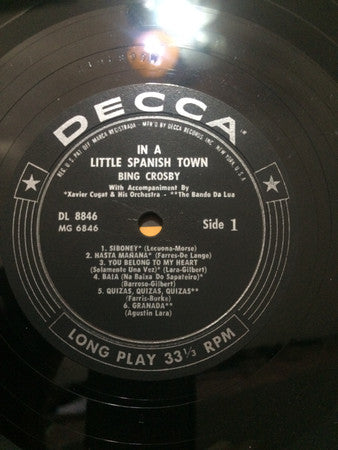 DECCA
REG. U.S. PAT. OFF. MARCA REGISTRADA · MF'D BY DECCA RECORDS INC., NEW YORK, U.S.A.
IN A
LITTLE SPANISH TOWN
BING CROSBY
With Accompaniment By
*Xavier Cugat & His Orchestra · **The Bando Da Lua
DL 8846
MG 6846
Side 1
1. SIBONEY* (Lecuona-Morse)
2. HASTA MAÑANA* (Farres-De Lange)
3. YOU BELONG TO MY HEART
(Solamente Una Vez)* (Lara-Gilbert)
4. BAIA (Na Baixa Do Sapateiro)*
(Barroso-Gilbert)
5. QUIZAS, QUIZAS, QUIZAS**
(Farris-Burke)
6. GRANADA**
(Agustin Lara)
LONG PLAY 33⅓ RPM